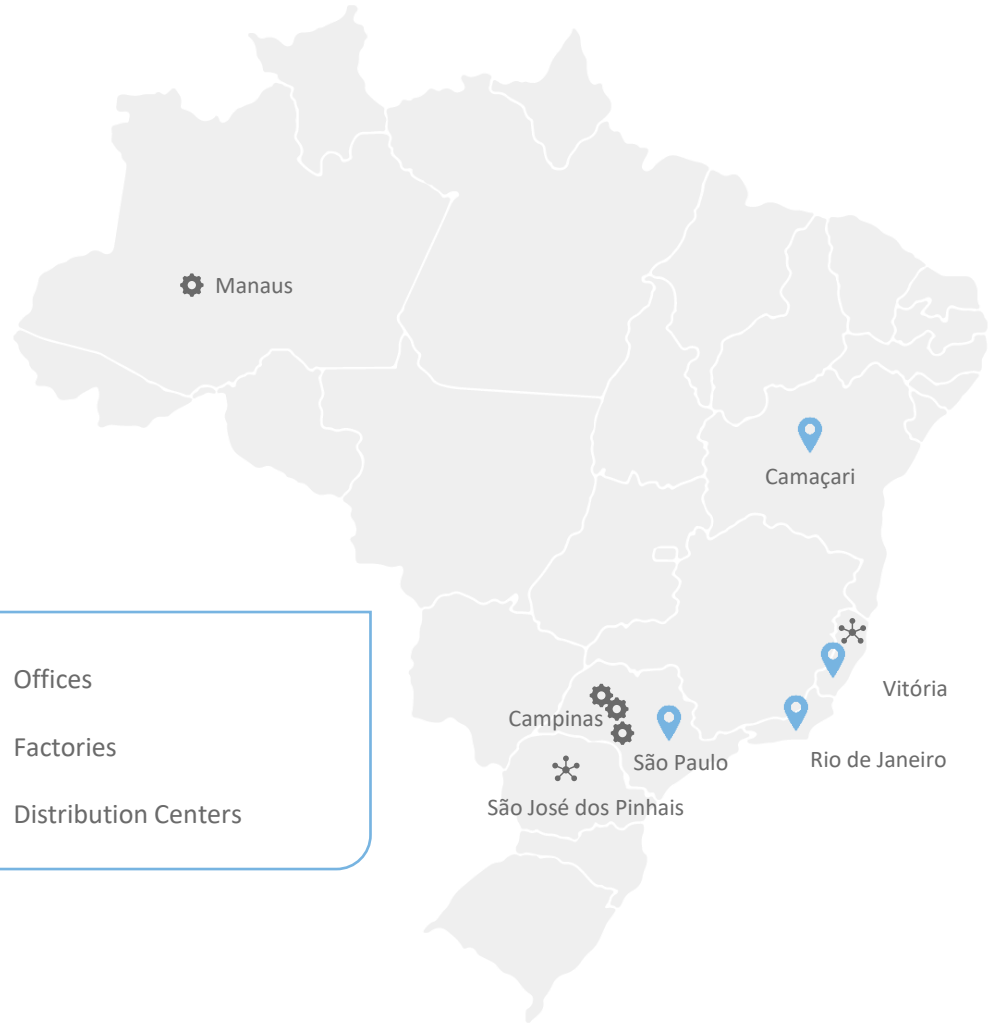 Manaus
Camaçari
Offices
Vitória
Campinas
Factories
São Paulo
Rio de Janeiro
São José dos Pinhais
Distribution Centers